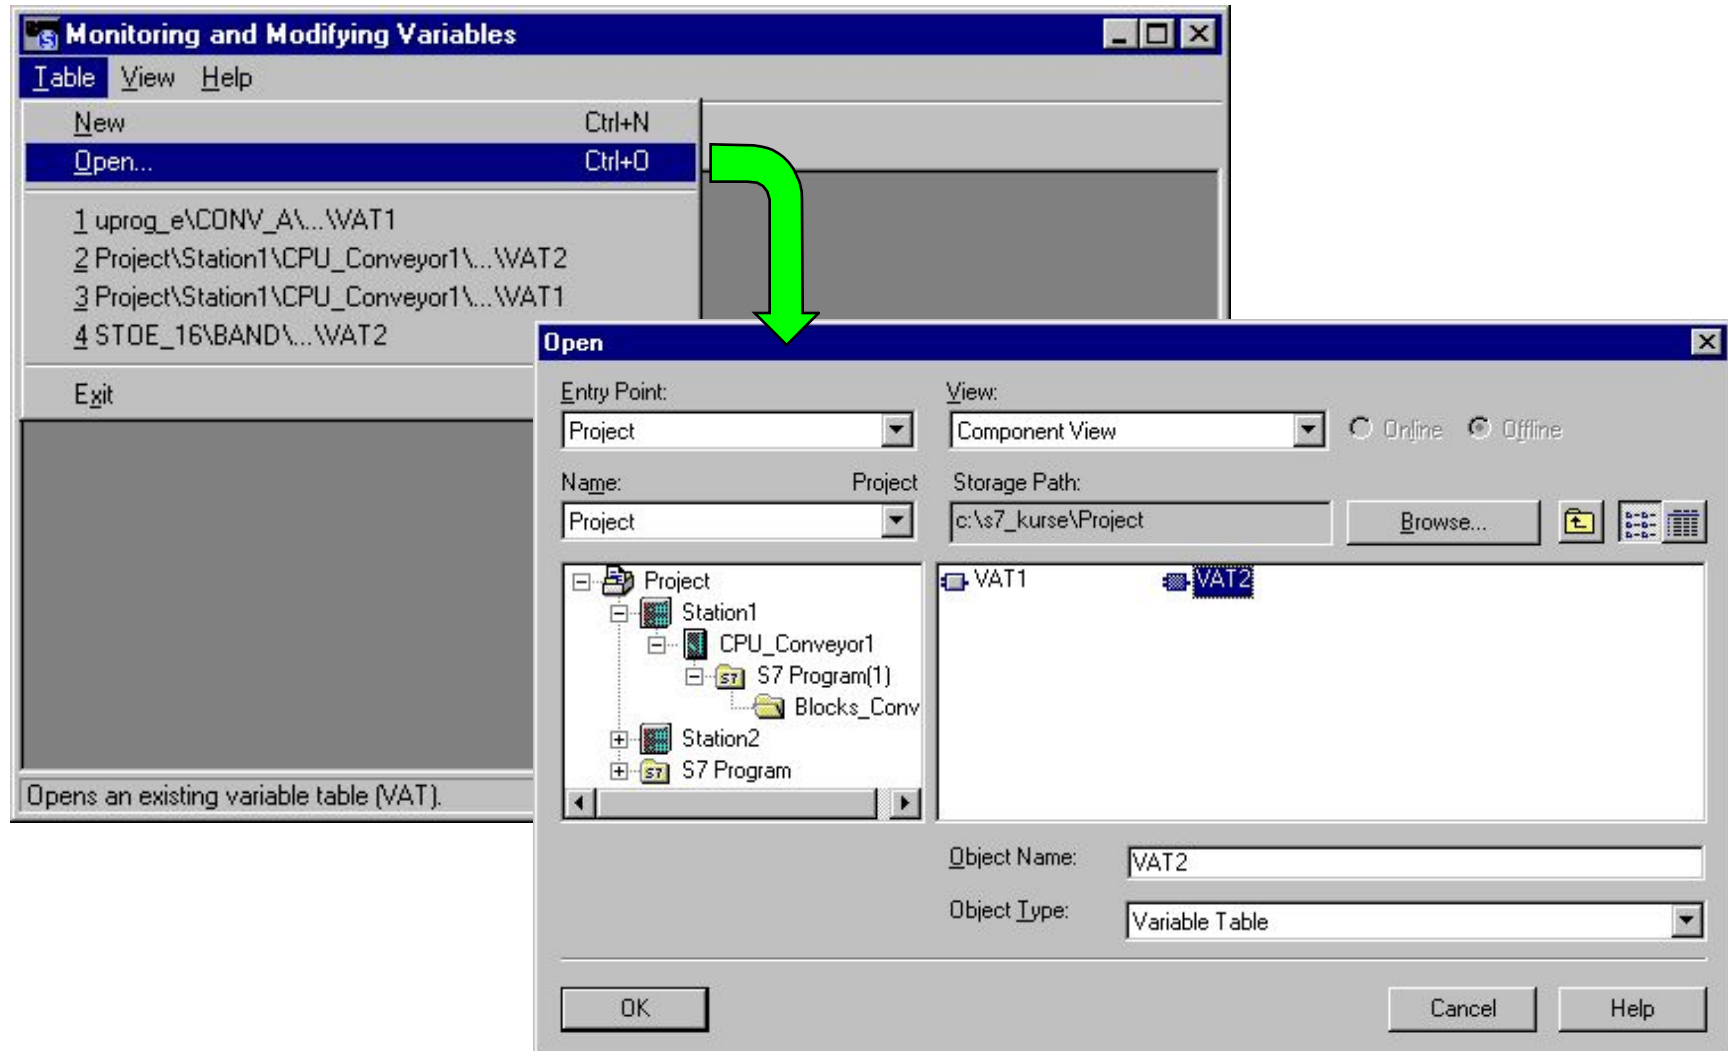 Monitoring and Modifying Variables
Table View Help
New Ctrl+N
Open... Ctrl+O
1 uprog_e\CONV_A\...\VAT1
2 Project\Station1\CPU_Conveyor1\...\VAT2
3 Project\Station1\CPU_Conveyor1\...\VAT1
4 STOE_16\BAND\...\VAT2
Exit
Opens an existing variable table (VAT).
Open
Entry Point: View:
Project Component View Online Offline
Name: Project Storage Path:
Project c:\s7_kurse\Project Browse...
Project
Station1
CPU_Conveyor1
S7 Program(1)
Blocks_Conv
Station2
S7 Program
VAT1 VAT2
Object Name: VAT2
Object Type: Variable Table
OK Cancel Help